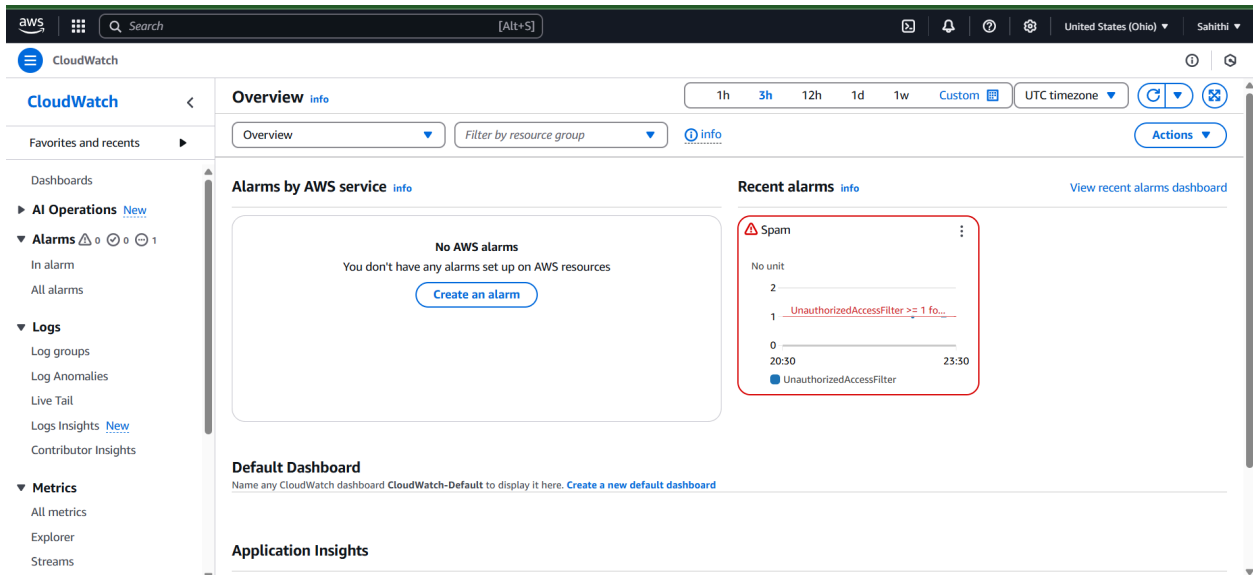 aws Search [Alt+S] United States (Ohio) Sahithi
CloudWatch
CloudWatch
Favorites and recents
Dashboards
AI Operations New
Alarms 0 0 1
In alarm
All alarms
Logs
Log groups
Log Anomalies
Live Tail
Logs Insights New
Contributor Insights
Metrics
All metrics
Explorer
Streams
Overview info 1h 3h 12h 1d 1w Custom UTC timezone
Overview Filter by resource group info Actions
Alarms by AWS service info
No AWS alarms
You don't have any alarms set up on AWS resources
Create an alarm
Recent alarms info View recent alarms dashboard
Spam
No unit
2
UnauthorizedAccessFilter >= 1 fo...
1
0
20:30 23:30
UnauthorizedAccessFilter
Default Dashboard
Name any CloudWatch dashboard CloudWatch-Default to display it here. Create a new default dashboard
Application Insights